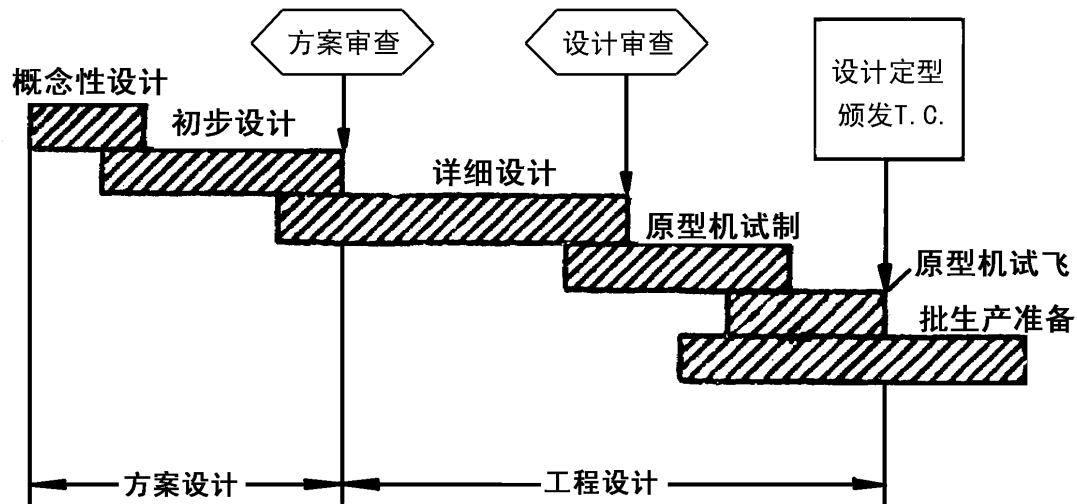 方案审查
设计审查
设计定型
颁发T.C.
概念性设计
初步设计
详细设计
原型机试制
原型机试飞
批生产准备
方案设计
工程设计